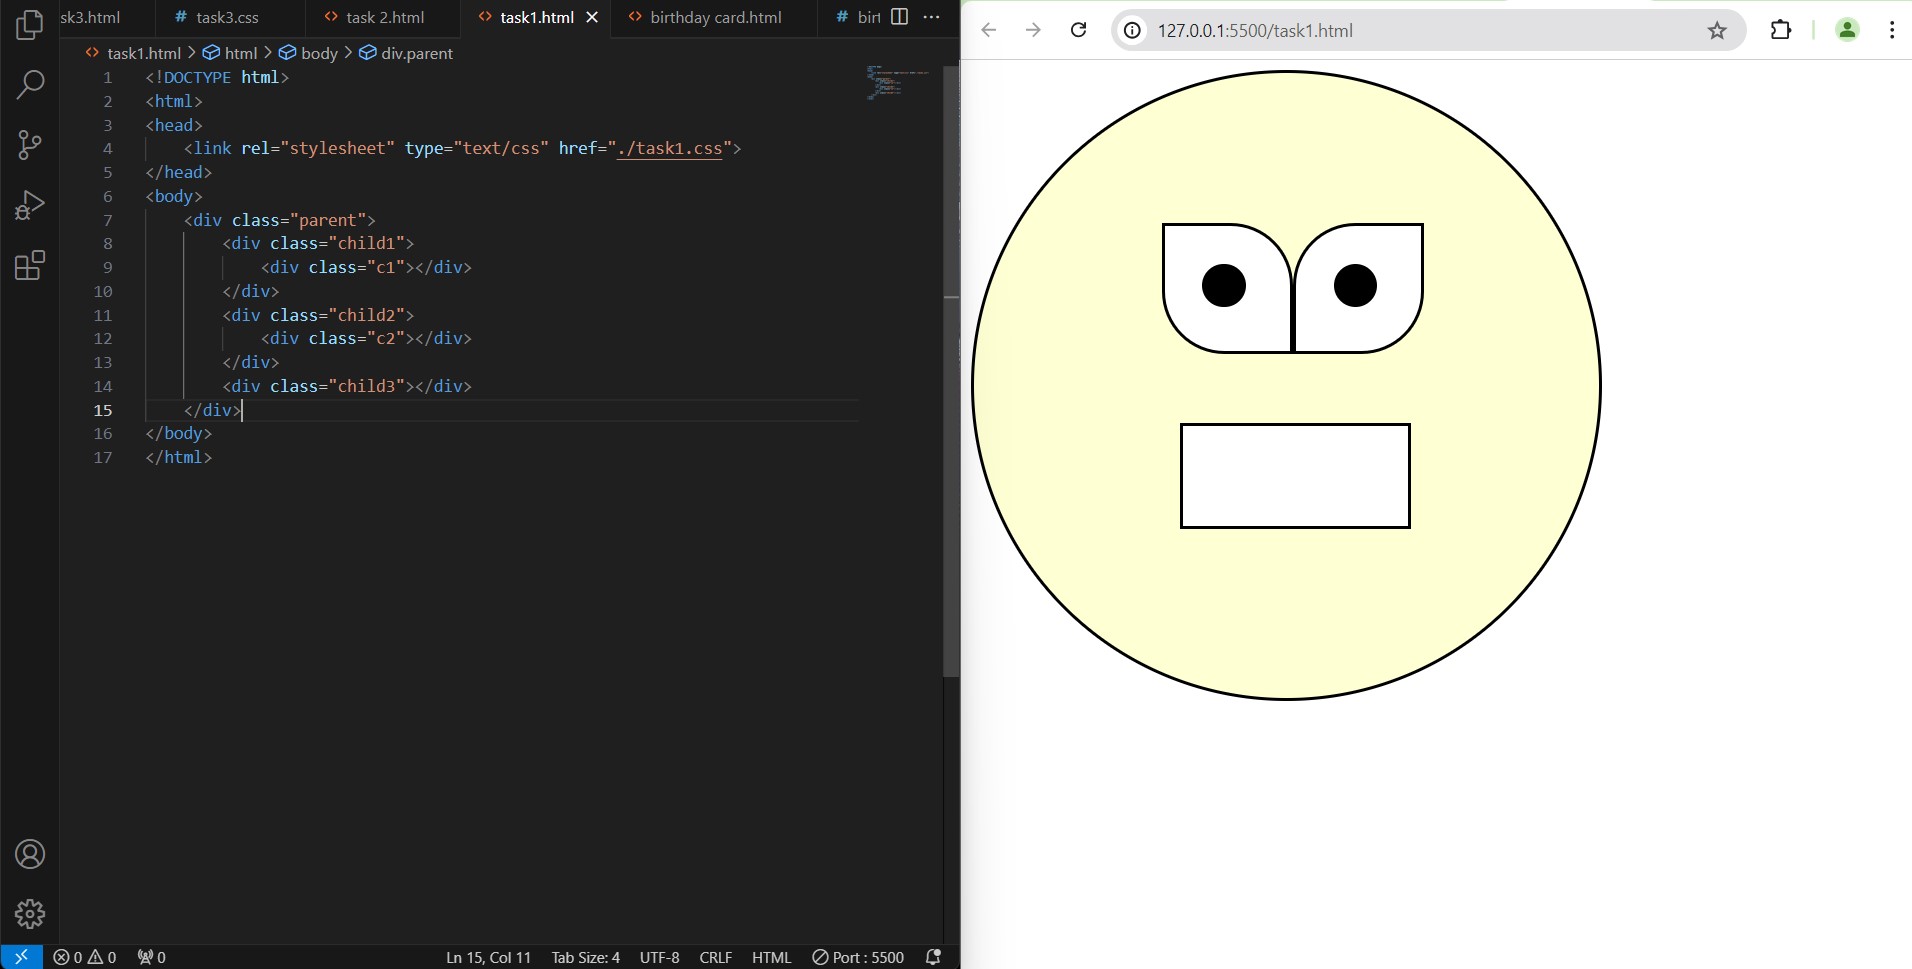 sk3.html # task3.css <> task 2.html <> task1.html <> birthday card.html # birt
<> task1.html > html > body > div.parent
1 <!DOCTYPE html>
2 <html>
3 <head>
4 <link rel="stylesheet" type="text/css" href="./task1.css">
5 </head>
6 <body>
7 <div class="parent">
8 <div class="child1">
9 <div class="c1"></div>
10 </div>
11 <div class="child2">
12 <div class="c2"></div>
13 </div>
14 <div class="child3"></div>
15 </div>
16 </body>
17 </html>
0 0 0 Ln 15, Col 11 Tab Size: 4 UTF-8 CRLF HTML Port : 5500
127.0.0.1:5500/task1.html